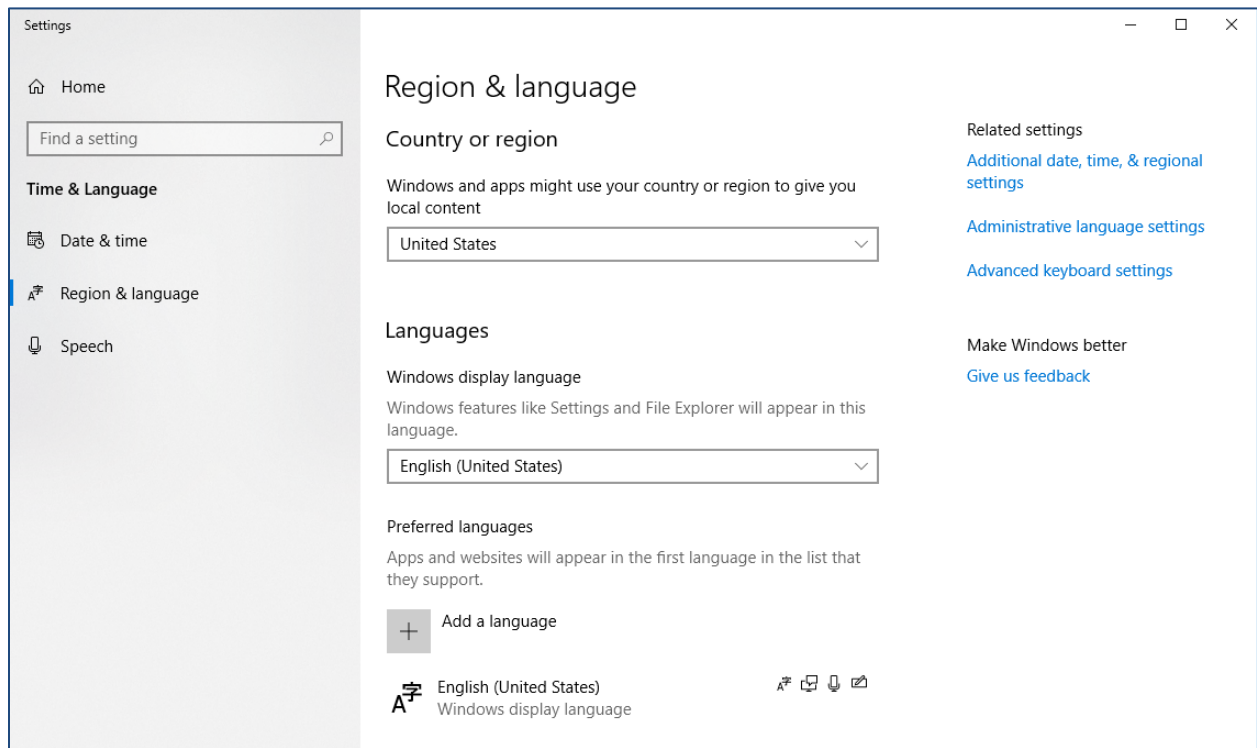 Settings
Home
Find a setting
Time & Language
Date & time
Region & language
Speech
Region & language
Country or region
Windows and apps might use your country or region to give you
local content
United States
Languages
Windows display language
Windows features like Settings and File Explorer will appear in this
language.
English (United States)
Preferred languages
Apps and websites will appear in the first language in the list that
they support.
Add a language
English (United States)
Windows display language
Related settings
Additional date, time, & regional
settings
Administrative language settings
Advanced keyboard settings
Make Windows better
Give us feedback